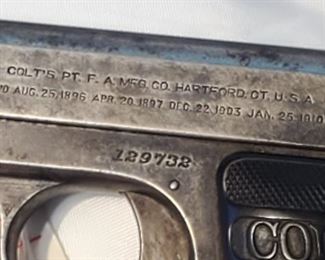 COLT'S PT. F. A. MFG. CO. HARTFORD, CT. U.S.A.
AUG. 25, 1896 APR. 20, 1897 DEC. 22, 1903 JAN. 25, 1910
129732